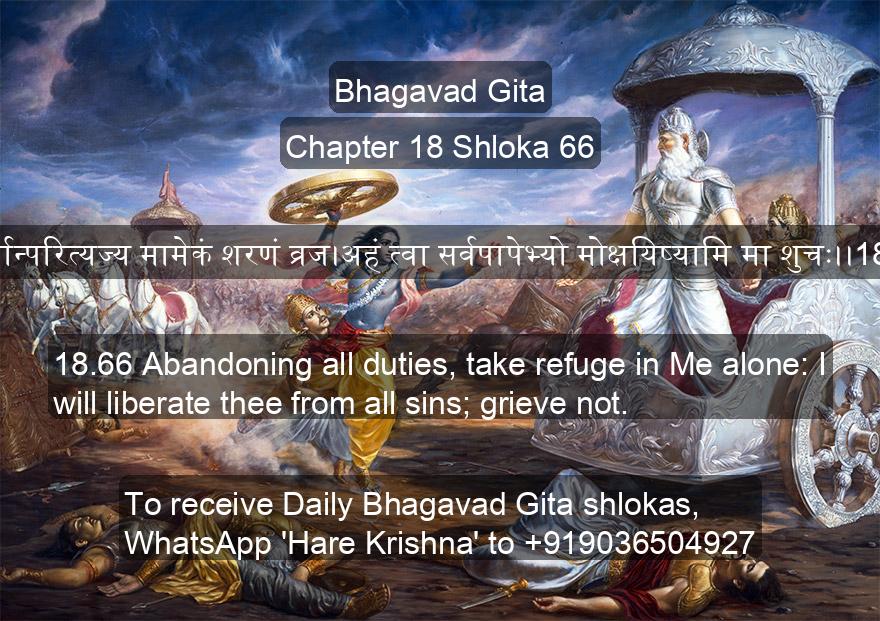 Bhagavad Gita
Chapter 18 Shloka 66
मामेकं शरणं व्रज।अहं त्वा सर्वपापेभ्यो मोक्षयिष्यामि मा शुचः।।18
18.66 Abandoning all duties, take refuge in Me alone: I
will liberate thee from all sins; grieve not.
To receive Daily Bhagavad Gita shlokas,
WhatsApp 'Hare Krishna' to +919036504927